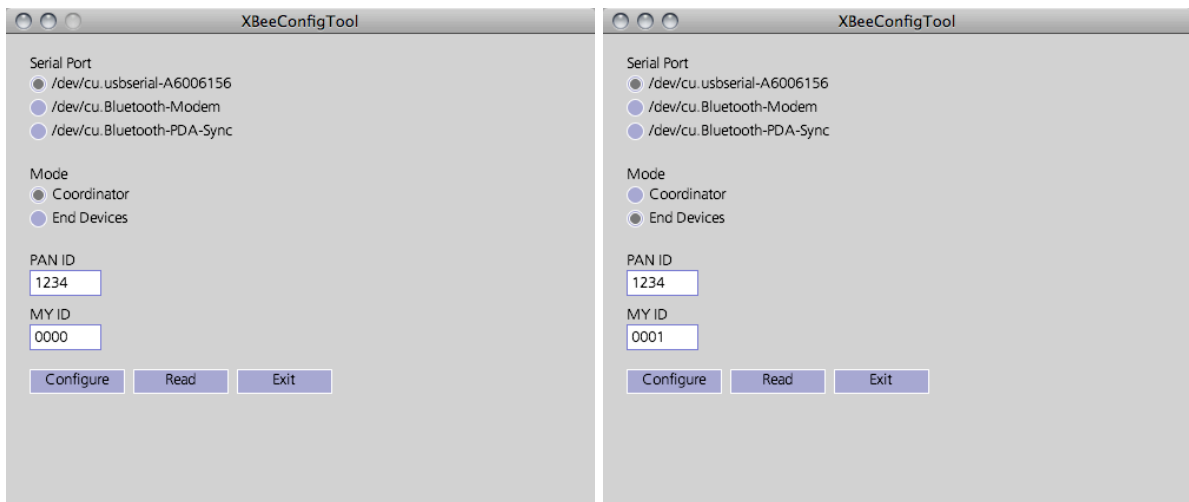 XBeeConfigTool
Serial Port
/dev/cu.usbserial-A6006156
/dev/cu.Bluetooth-Modem
/dev/cu.Bluetooth-PDA-Sync
Mode
Coordinator
End Devices
PAN ID
1234
MY ID
0000
Configure Read Exit
XBeeConfigTool
Serial Port
/dev/cu.usbserial-A6006156
/dev/cu.Bluetooth-Modem
/dev/cu.Bluetooth-PDA-Sync
Mode
Coordinator
End Devices
PAN ID
1234
MY ID
0001
Configure Read Exit